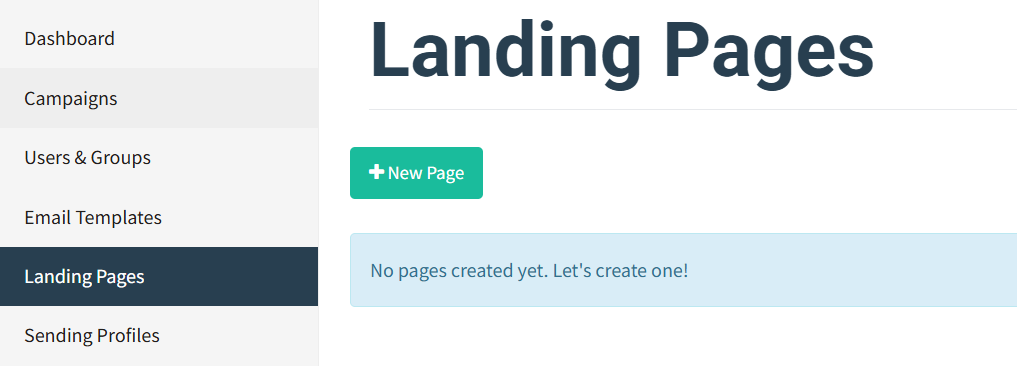 Dashboard
Campaigns
Users & Groups
Email Templates
Landing Pages
Sending Profiles
Landing Pages
New Page
No pages created yet. Let's create one!